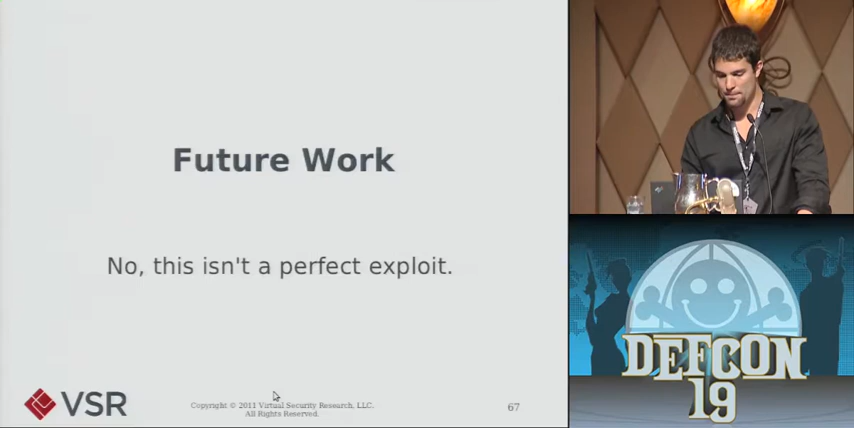 Future Work
No, this isn't a perfect exploit.
VSR
Copyright © 2011 Virtual Security Research, LLC.
All Rights Reserved.
67
DEFCON
19